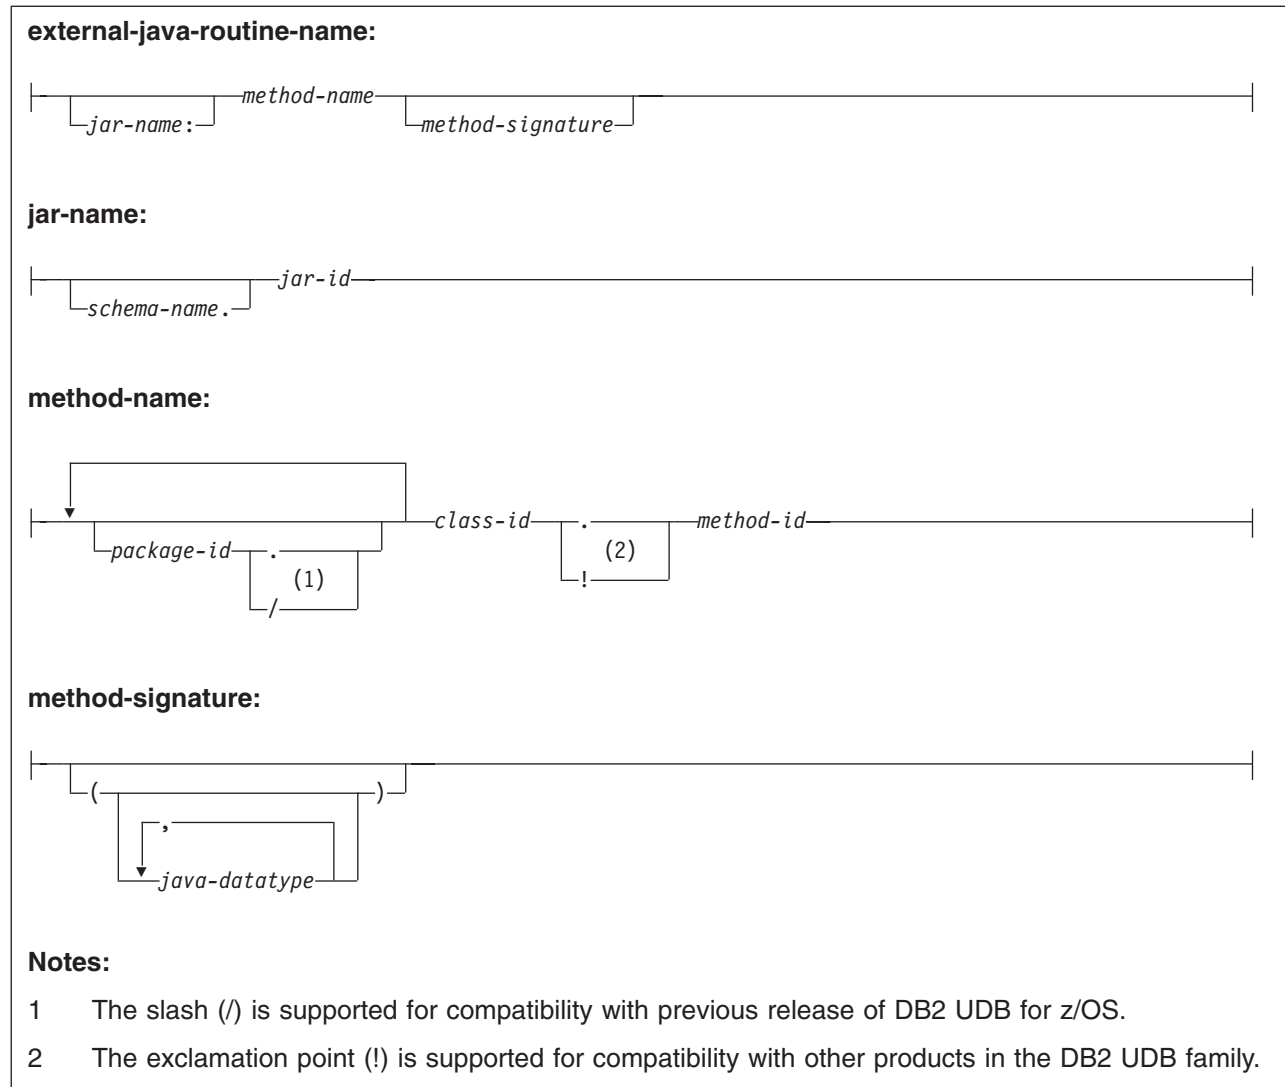 external-java-routine-name:
method-name
jar-name:
method-signature
jar-name:
jar-id
schema-name.
method-name:
class-id . method-id
package-id . (2)
(1) !
/
method-signature:
( )
,
java-datatype
Notes:
1 The slash (/) is supported for compatibility with previous release of DB2 UDB for z/OS.
2 The exclamation point (!) is supported for compatibility with other products in the DB2 UDB family.